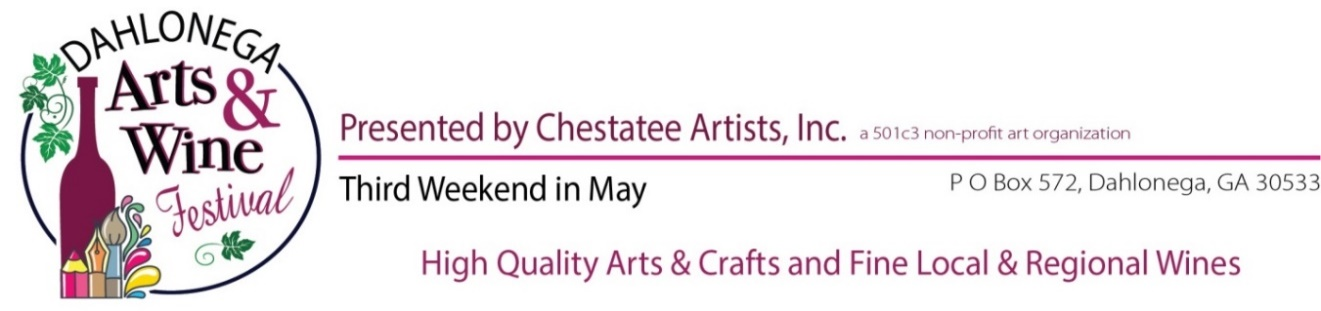 DAHLONEGA
Arts &
Wine
Festival
Presented by Chestatee Artists, Inc. a 501c3 non-profit art organization
Third Weekend in May
P O Box 572, Dahlonega, GA 30533
High Quality Arts & Crafts and Fine Local & Regional Wines